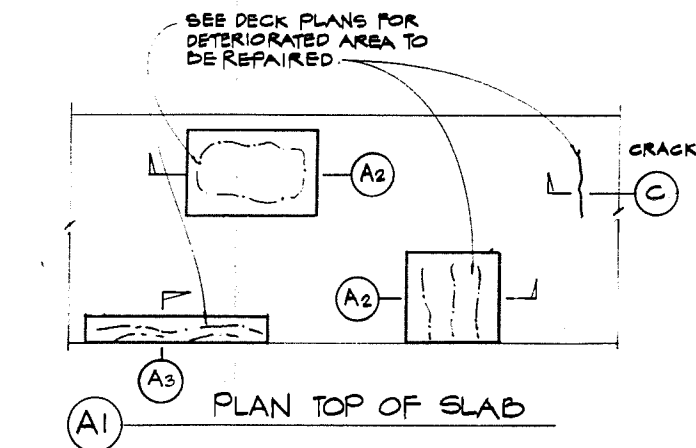 SEE DECK PLANS FOR
DETERIORATED AREA TO
BE REPAIRED
CRACK
A2
C
A2
A3
A1
PLAN TOP OF SLAB